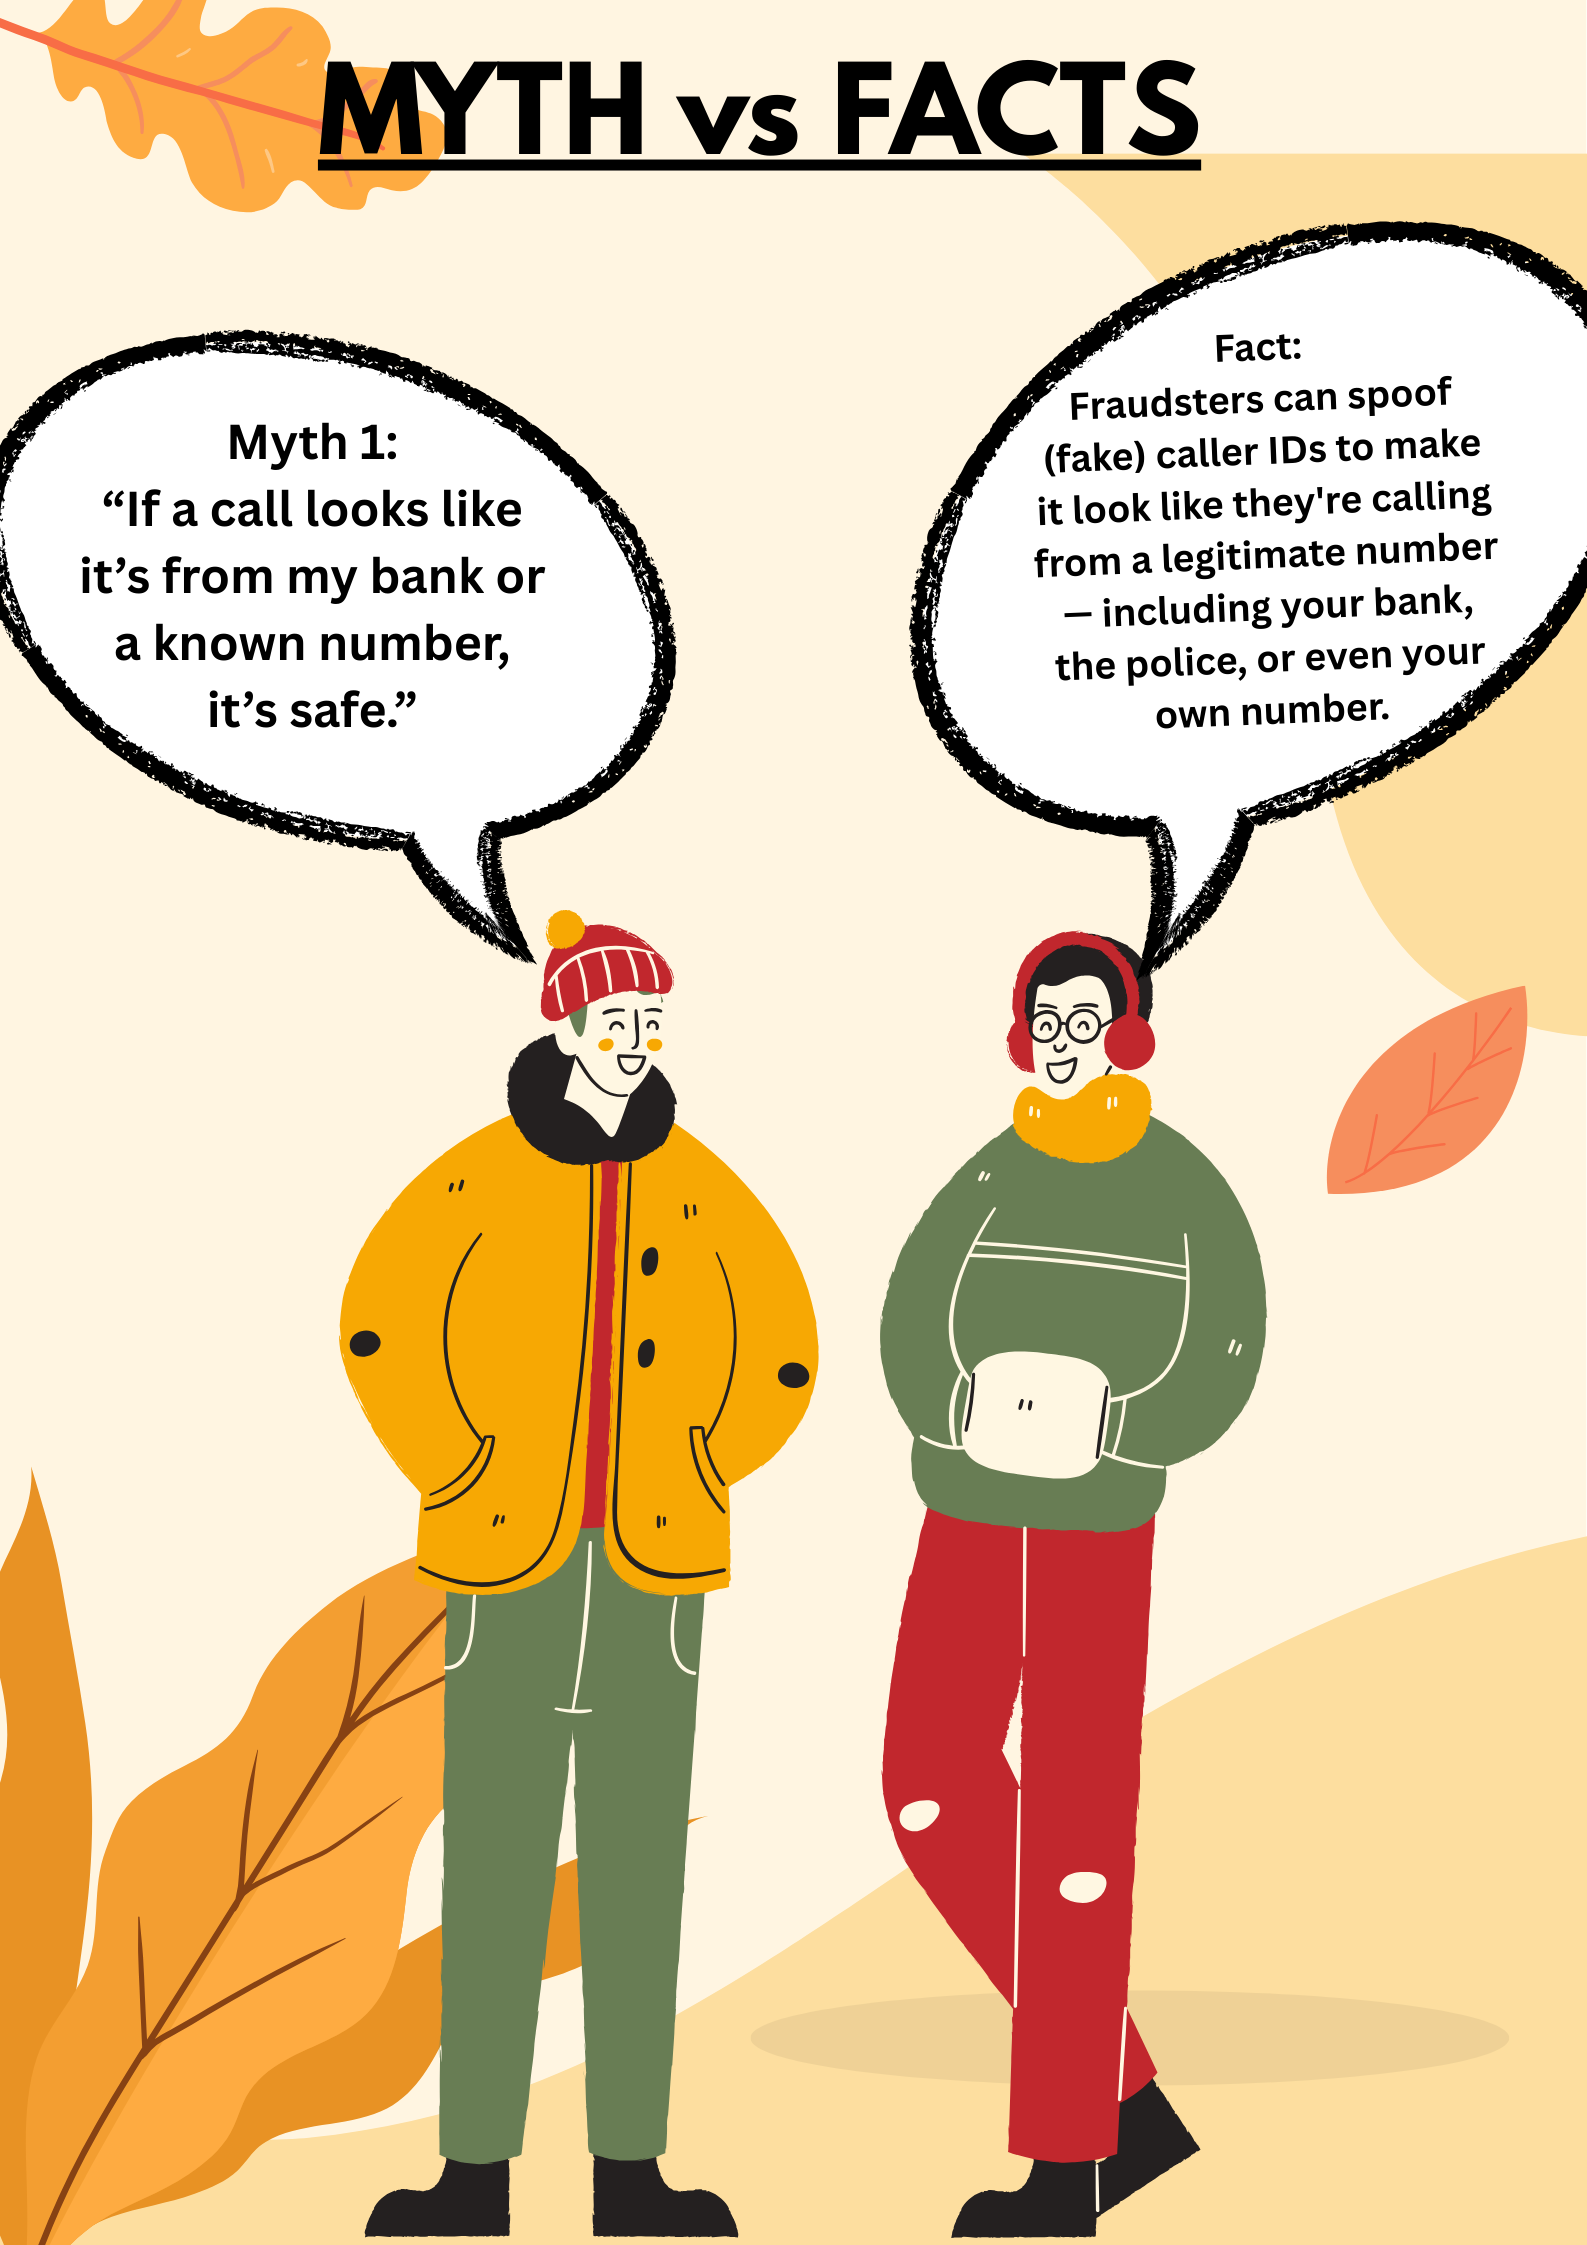 MYTH vs FACTS
Myth 1:
“If a call looks like
it’s from my bank or
a known number,
it’s safe.”
Fact:
Fraudsters can spoof
(fake) caller IDs to make
it look like they're calling
from a legitimate number
— including your bank,
the police, or even your
own number.